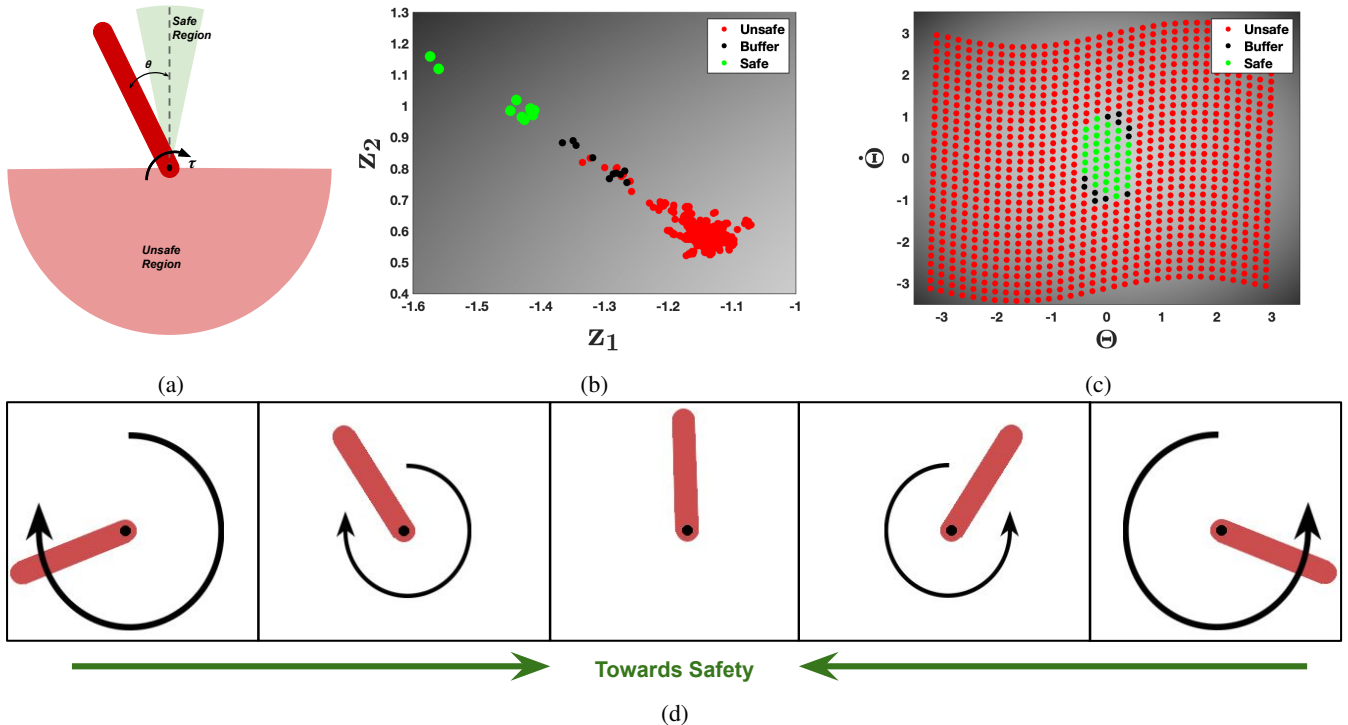 Safe
Region
θ
τ
Unsafe
Region
(a)
1.3
1.2
1.1
1
0.9
0.8
0.7
0.6
0.5
0.4
z2
-1.6
-1.5
-1.4
-1.3
-1.2
-1.1
-1
z1
Unsafe
Buffer
Safe
(b)
3
2
1
0
-1
-2
-3
Θ̇
-3
-2
-1
0
1
2
3
Θ
Unsafe
Buffer
Safe
(c)
Towards Safety
(d)